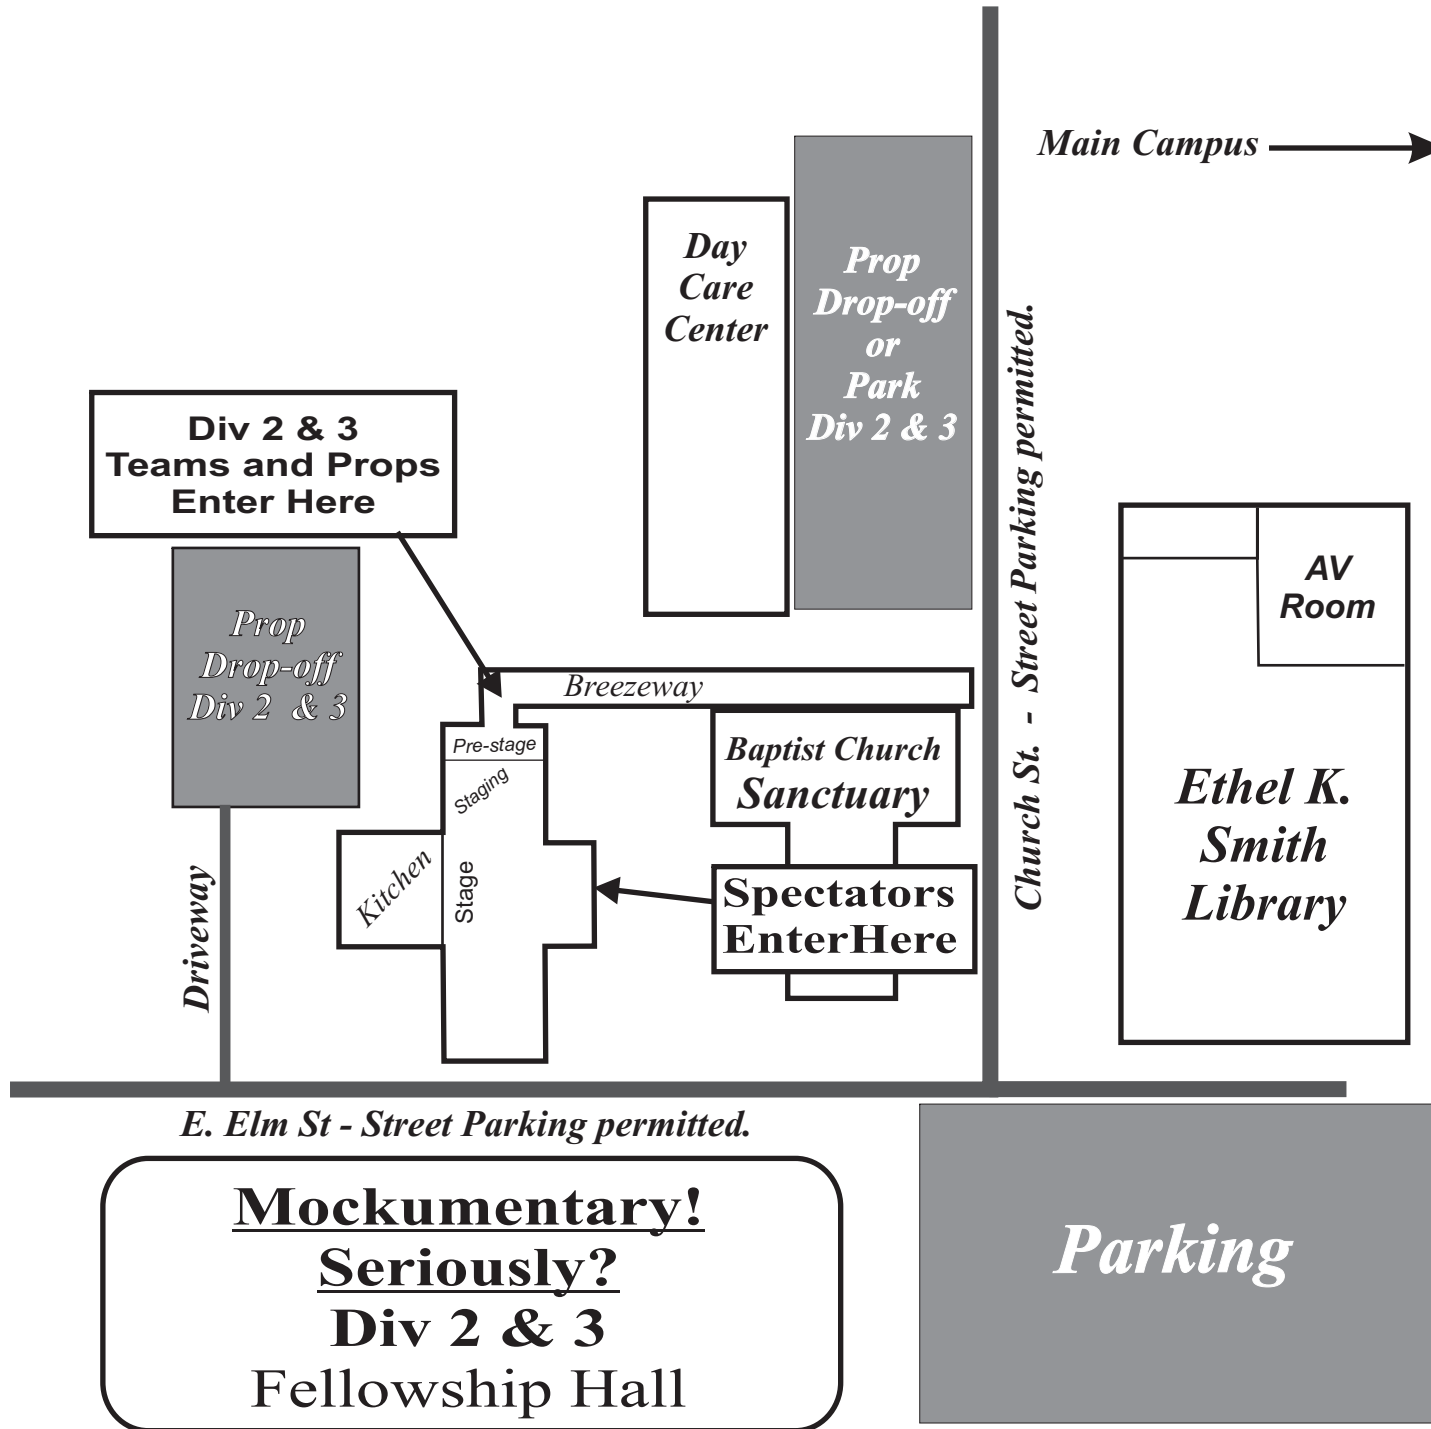 Main Campus
Day
Care
Center
Prop
Drop-off
or
Park
Div 2 & 3
Church St. - Street Parking permitted.
Div 2 & 3
Teams and Props
Enter Here
Prop
Drop-off
Div 2 & 3
AV
Room
Breezeway
Pre-stage
Staging
Baptist Church
Sanctuary
Ethel K.
Smith
Library
Kitchen
Stage
Spectators
EnterHere
Driveway
E. Elm St - Street Parking permitted.
Mockumentary!
Seriously?
Div 2 & 3
Fellowship Hall
Parking